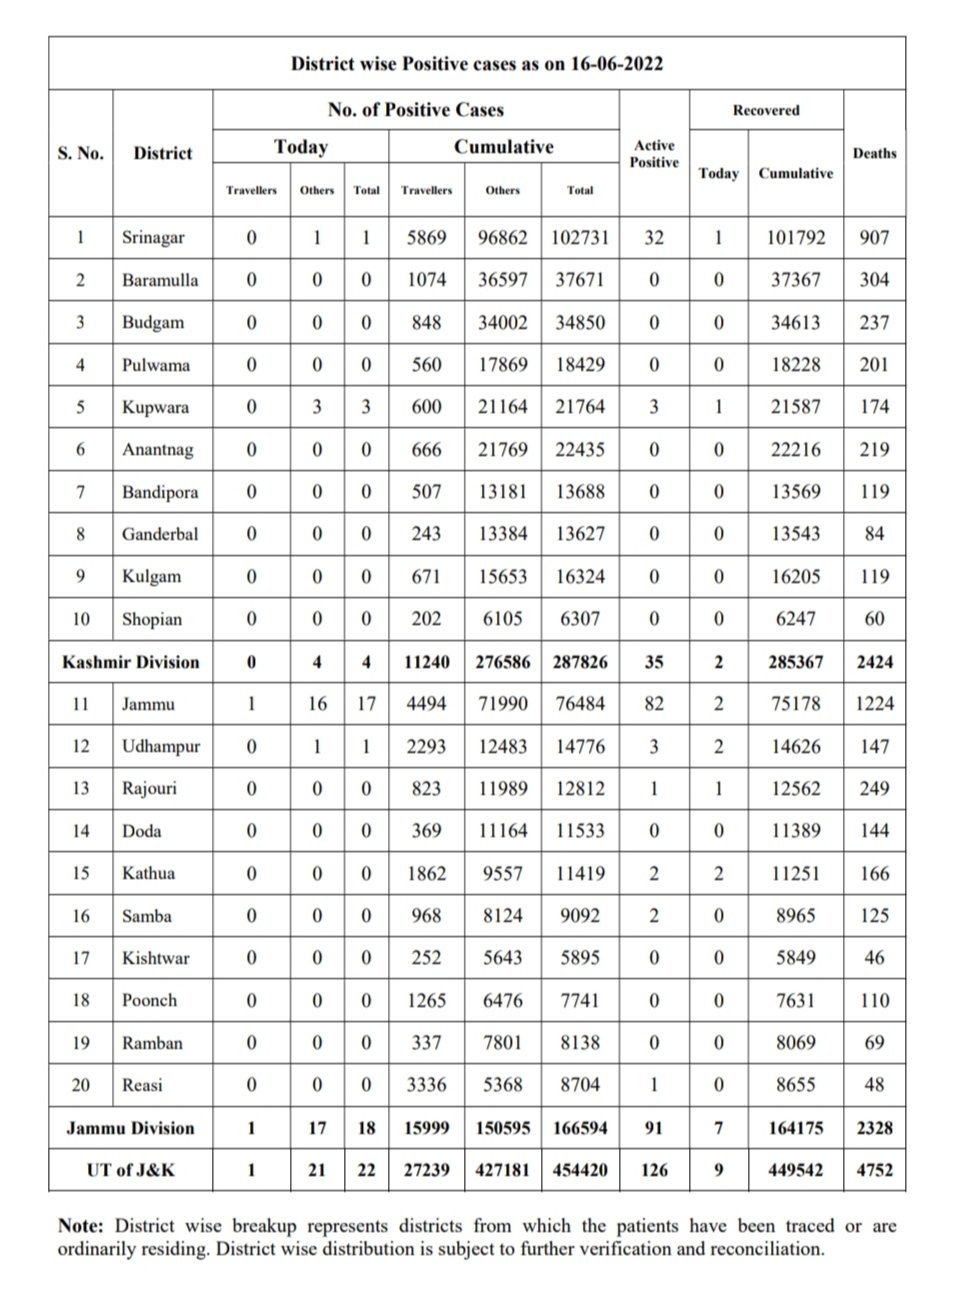 District wise Positive cases as on 16-06-2022
S. No. District No. of Positive Cases Active Positive Recovered Deaths
Today Cumulative Today Cumulative
Travellers Others Total Travellers Others Total
1 Srinagar 0 1 1 5869 96862 102731 32 1 101792 907
2 Baramulla 0 0 0 1074 36597 37671 0 0 37367 304
3 Budgam 0 0 0 848 34002 34850 0 0 34613 237
4 Pulwama 0 0 0 560 17869 18429 0 0 18228 201
5 Kupwara 0 3 3 600 21164 21764 3 1 21587 174
6 Anantnag 0 0 0 666 21769 22435 0 0 22216 219
7 Bandipora 0 0 0 507 13181 13688 0 0 13569 119
8 Ganderbal 0 0 0 243 13384 13627 0 0 13543 84
9 Kulgam 0 0 0 671 15653 16324 0 0 16205 119
10 Shopian 0 0 0 202 6105 6307 0 0 6247 60
Kashmir Division 0 4 4 11240 276586 287826 35 2 285367 2424
11 Jammu 1 16 17 4494 71990 76484 82 2 75178 1224
12 Udhampur 0 1 1 2293 12483 14776 3 2 14626 147
13 Rajouri 0 0 0 823 11989 12812 1 1 12562 249
14 Doda 0 0 0 369 11164 11533 0 0 11389 144
15 Kathua 0 0 0 1862 9557 11419 2 2 11251 166
16 Samba 0 0 0 968 8124 9092 2 0 8965 125
17 Kishtwar 0 0 0 252 5643 5895 0 0 5849 46
18 Poonch 0 0 0 1265 6476 7741 0 0 7631 110
19 Ramban 0 0 0 337 7801 8138 0 0 8069 69
20 Reasi 0 0 0 3336 5368 8704 1 0 8655 48
Jammu Division 1 17 18 15999 150595 166594 91 7 164175 2328
UT of J&K 1 21 22 27239 427181 454420 126 9 449542 4752
Note: District wise breakup represents districts from which the patients have been traced or are
ordinarily residing. District wise distribution is subject to further verification and reconciliation.